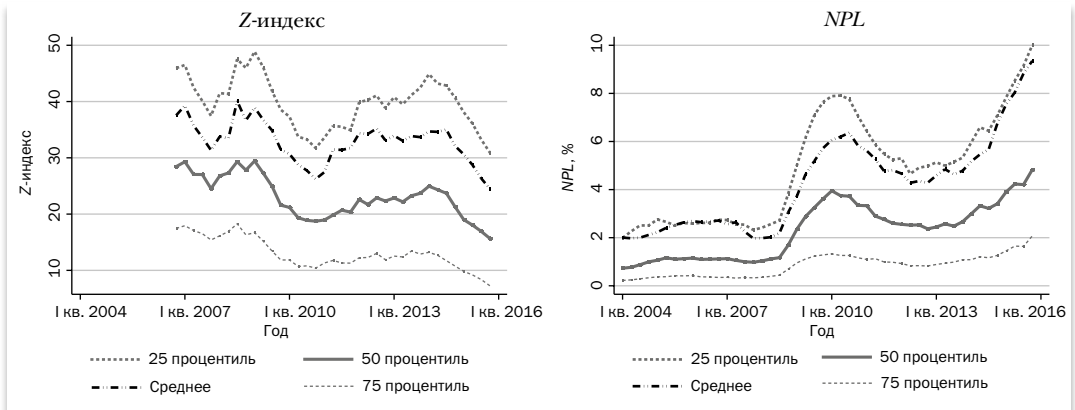 Z-индекс
50
40
30
20
10
Z-индекс
I кв. 2004 I кв. 2007 I кв. 2010 I кв. 2013 I кв. 2016
Год
25 процентиль 50 процентиль
Среднее 75 процентиль
NPL
10
8
6
4
2
0
NPL, %
I кв. 2004 I кв. 2007 I кв. 2010 I кв. 2013 I кв. 2016
Год
25 процентиль 50 процентиль
Среднее 75 процентиль